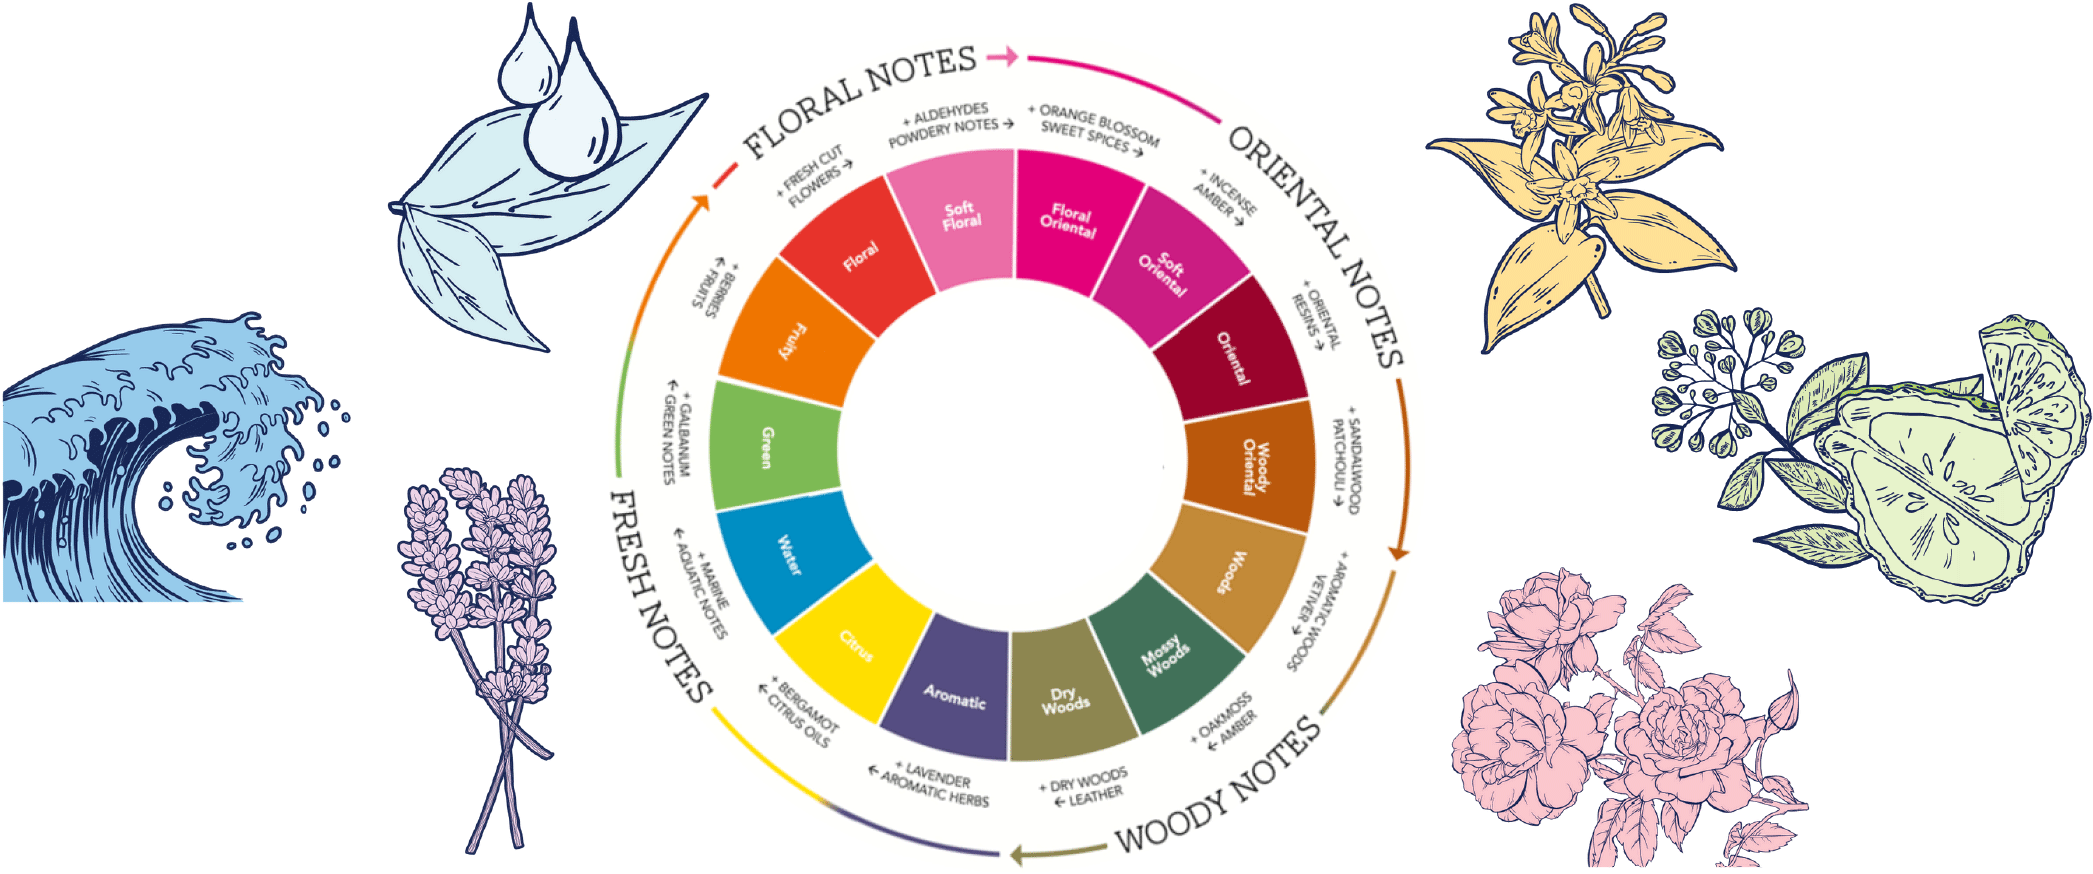 FLORAL NOTES
ORIENTAL NOTES
WOODY NOTES
FRESH NOTES
+ ALDEHYDES
POWDERY NOTES →
+ ORANGE BLOSSOM
SWEET SPICES →
+ INCENSE
AMBER →
+ ORIENTAL
RESINS →
+ SANDALWOOD
PATCHOULI →
+ AROMATIC WOODS
VETIVER →
+ OAKMOSS
← AMBER
+ DRY WOODS
← LEATHER
+ LAVENDER
← AROMATIC HERBS
+ BERGAMOT
← CITRUS OILS
+ MARINE
← AQUATIC NOTES
+ GALBANUM
← GREEN NOTES
+ BERRIES
← FRUITS
+ FRESH CUT
FLOWERS →
Soft
Floral
Floral
Oriental
Soft
Oriental
Oriental
Woody
Oriental
Woods
Mossy
Woods
Dry
Woods
Aromatic
Citrus
Water
Green
Fruity
Floral